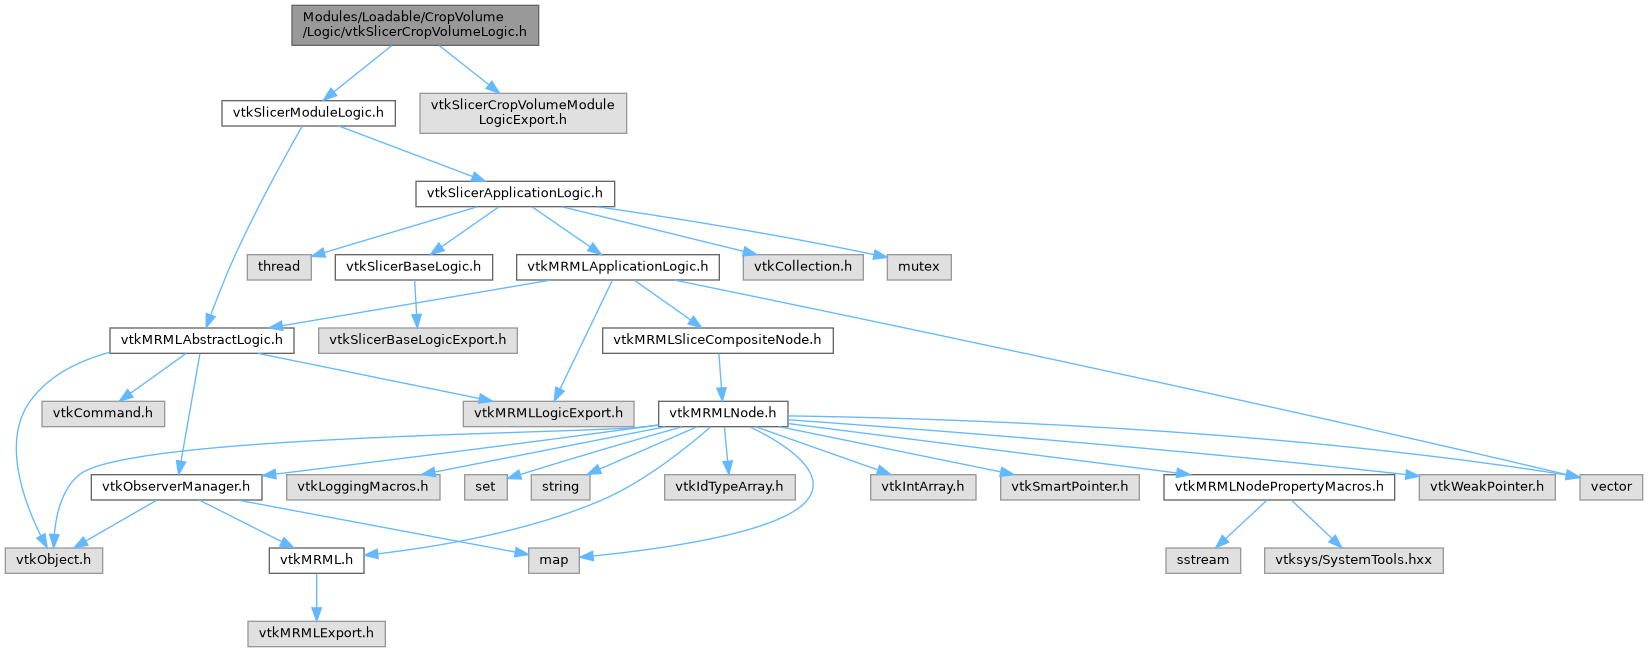 Modules/Loadable/CropVolume
/Logic/vtkSlicerCropVolumeLogic.h
vtkSlicerModuleLogic.h
vtkSlicerCropVolumeModule
LogicExport.h
vtkSlicerApplicationLogic.h
thread
vtkSlicerBaseLogic.h
vtkMRMLApplicationLogic.h
vtkCollection.h
mutex
vtkMRMLAbstractLogic.h
vtkSlicerBaseLogicExport.h
vtkMRMLSliceCompositeNode.h
vtkCommand.h
vtkMRMLLogicExport.h
vtkMRMLNode.h
vtkObserverManager.h
vtkLoggingMacros.h
set
string
vtkIdTypeArray.h
vtkIntArray.h
vtkSmartPointer.h
vtkMRMLNodePropertyMacros.h
vtkWeakPointer.h
vector
vtkObject.h
vtkMRML.h
map
sstream
vtksys/SystemTools.hxx
vtkMRMLExport.h